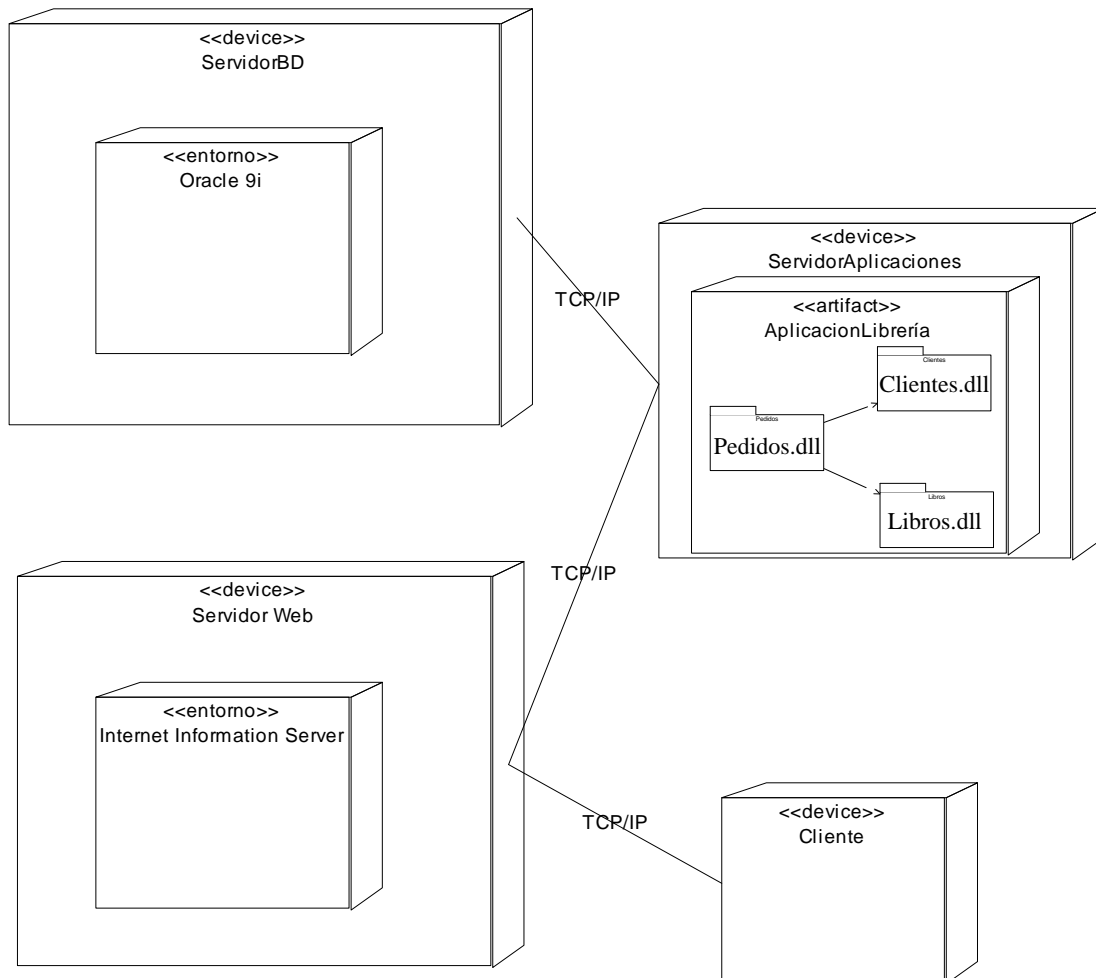 <<device>>
ServidorBD
<<entorno>>
Oracle 9i
TCP/IP
<<device>>
ServidorAplicaciones
<<artifact>>
AplicacionLibrería
Clientes
Clientes.dll
Pedidos
Pedidos.dll
Libros
Libros.dll
TCP/IP
<<device>>
Servidor Web
<<entorno>>
Internet Information Server
TCP/IP
<<device>>
Cliente